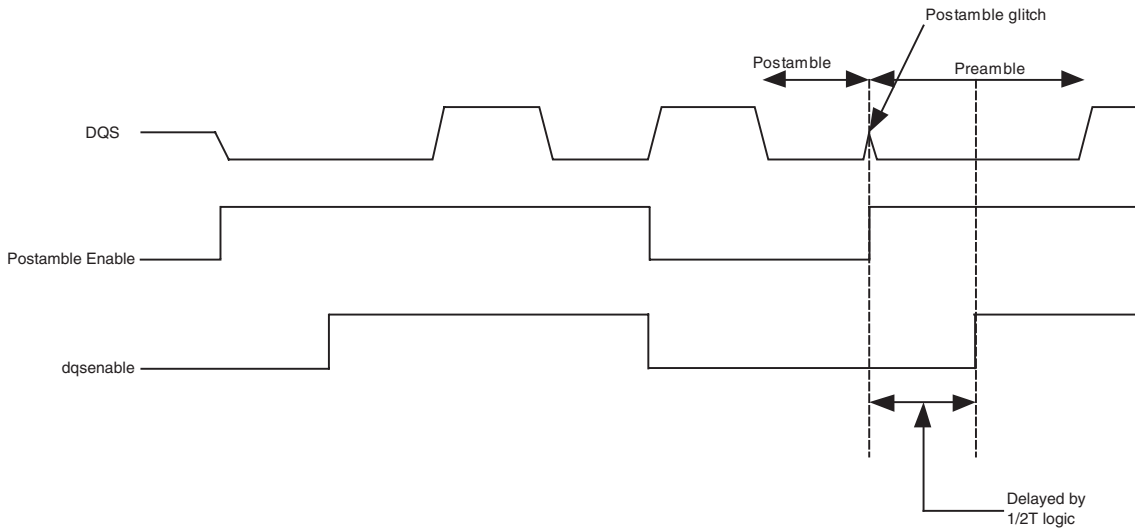 Postamble glitch
Postamble
Preamble
DQS
Postamble Enable
dqsenable
Delayed by
1/2T logic